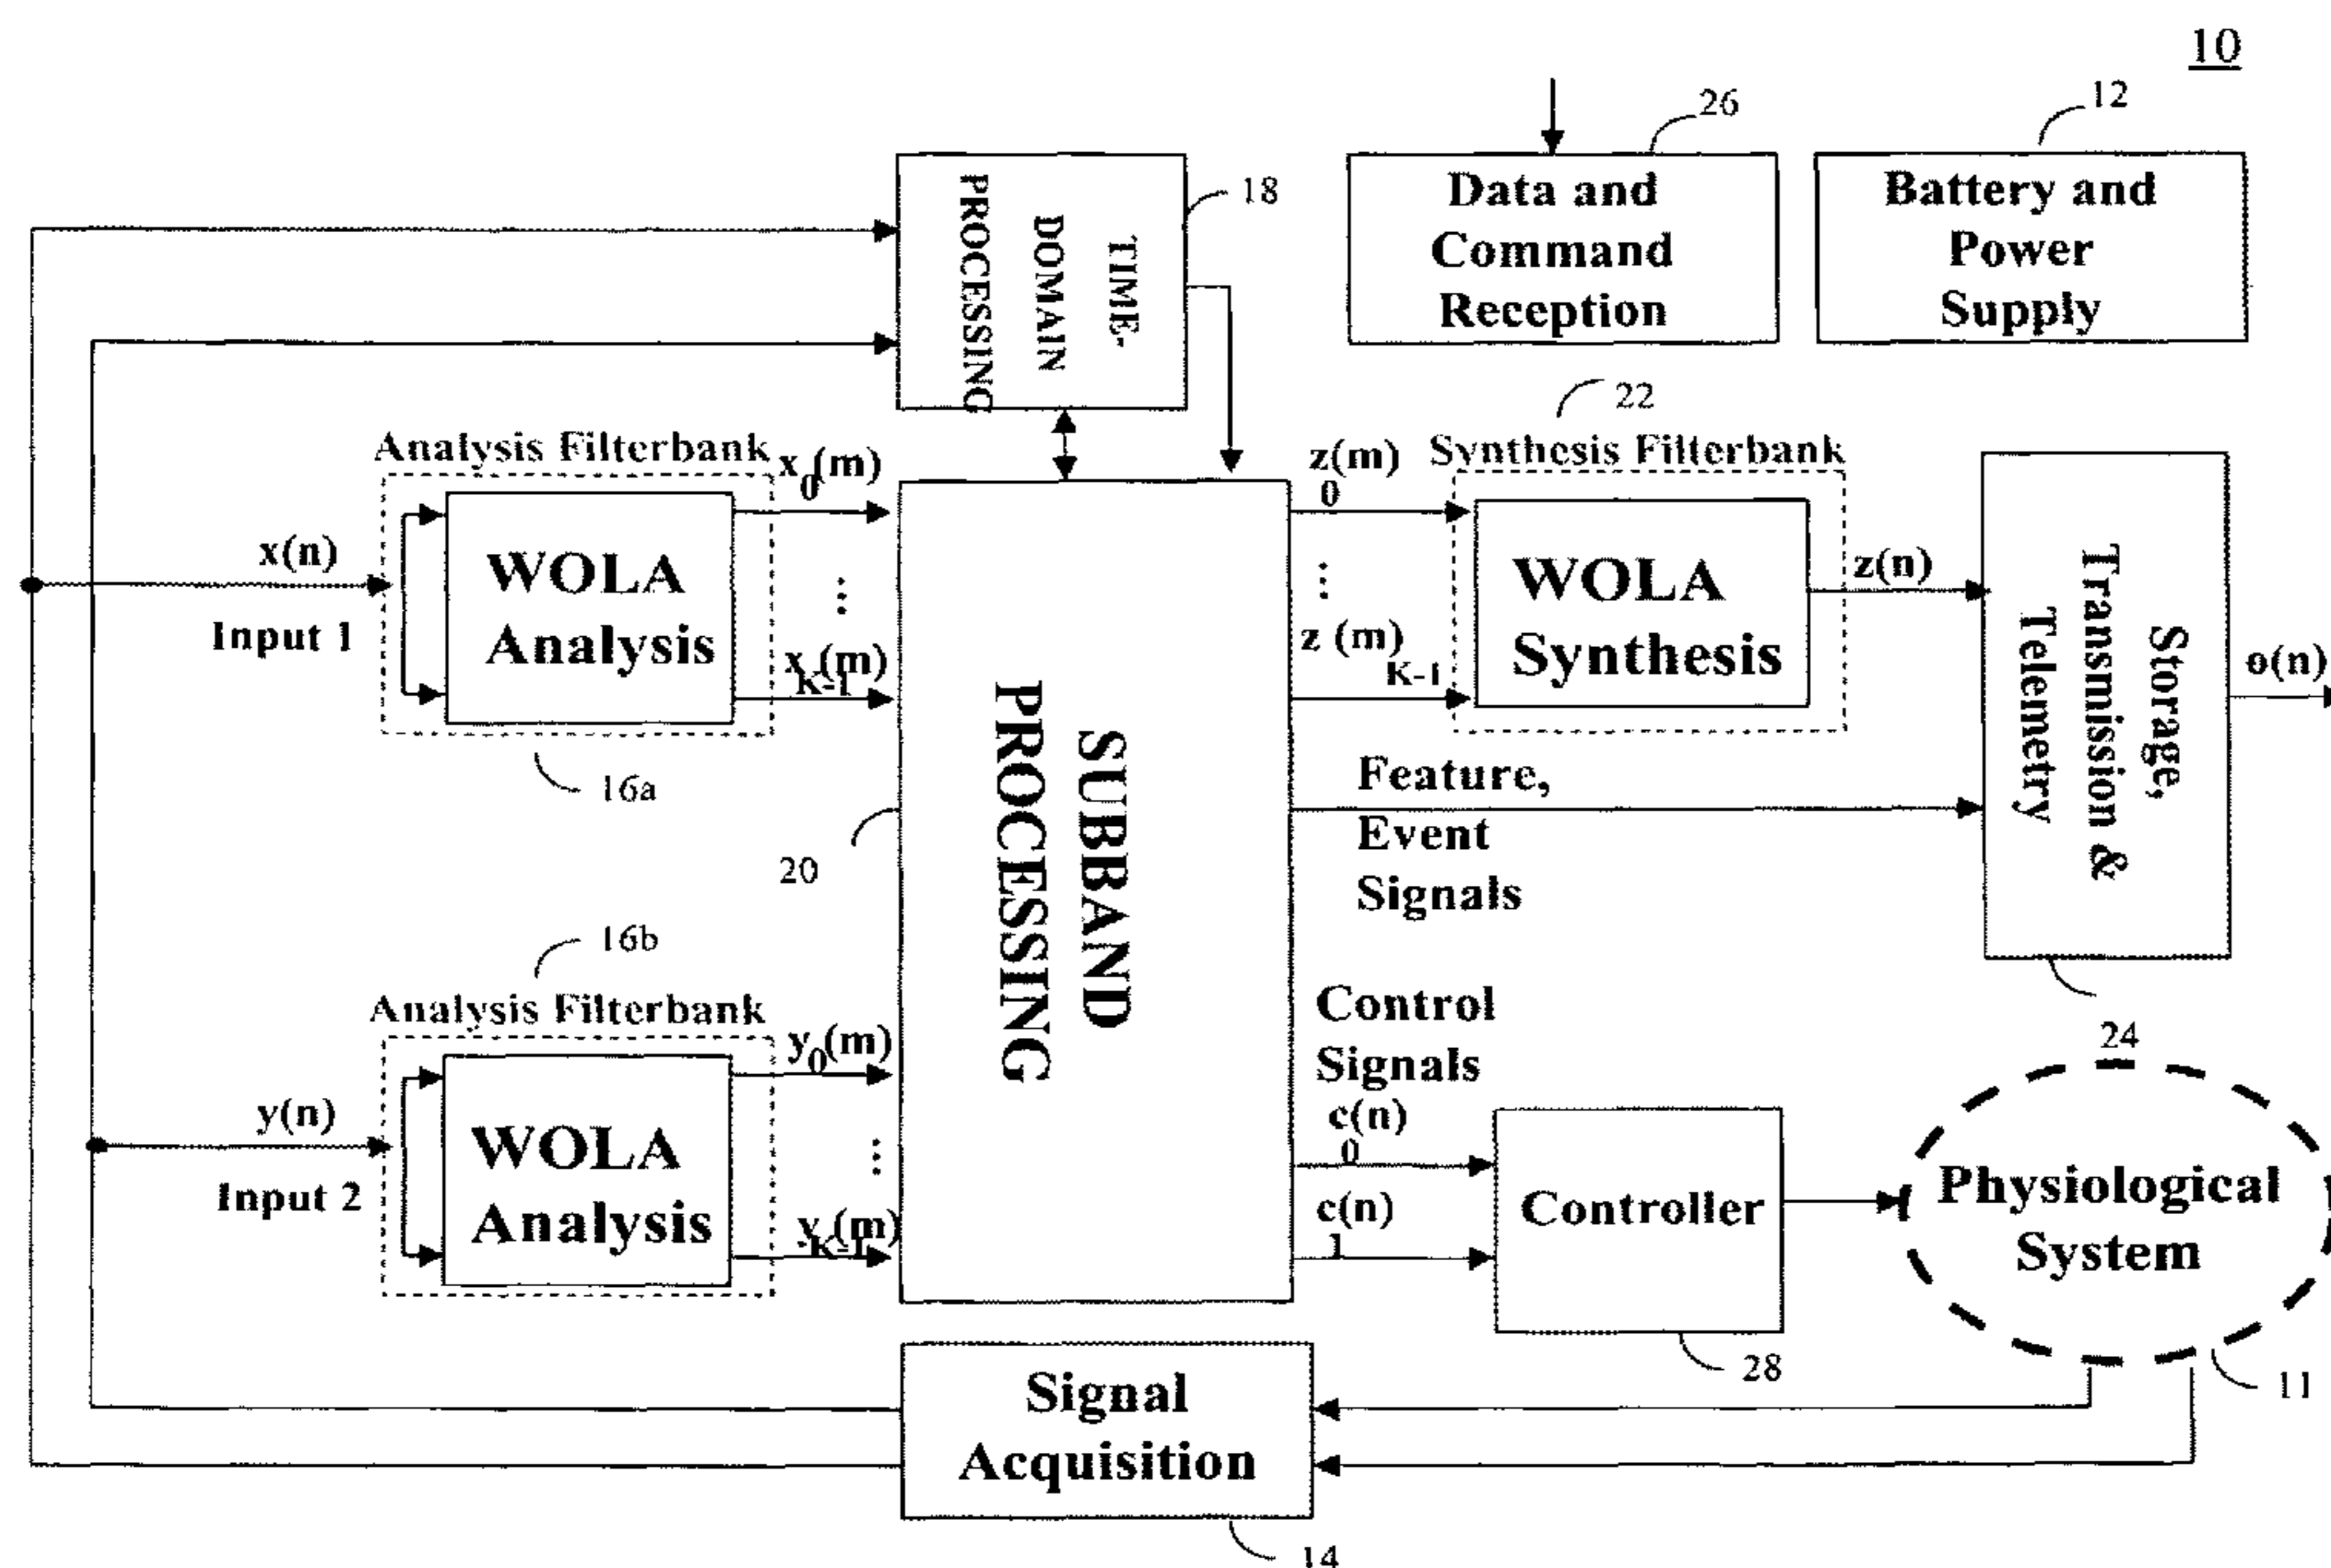 10
26
12
18
TIME-
DOMAIN
PROCESSING
Data and
Command
Reception
Battery and
Power
Supply
22
Analysis Filterbank
x0(m)
z(m)
0
Synthesis Filterbank
x(n)
Input 1
WOLA
Analysis
...
xK-1(m)
...
z (m)
K-1
WOLA
Synthesis
z(n)
Storage,
Transmission &
Telemetry
o(n)
16a
SUBBAND
PROCESSING
20
Feature,
Event
Signals
16b
Analysis Filterbank
y0(m)
y(n)
Input 2
WOLA
Analysis
...
yK-1(m)
Control
Signals
c(n)
0
c(n)
1
24
Controller
Physiological
System
28
11
Signal
Acquisition
14